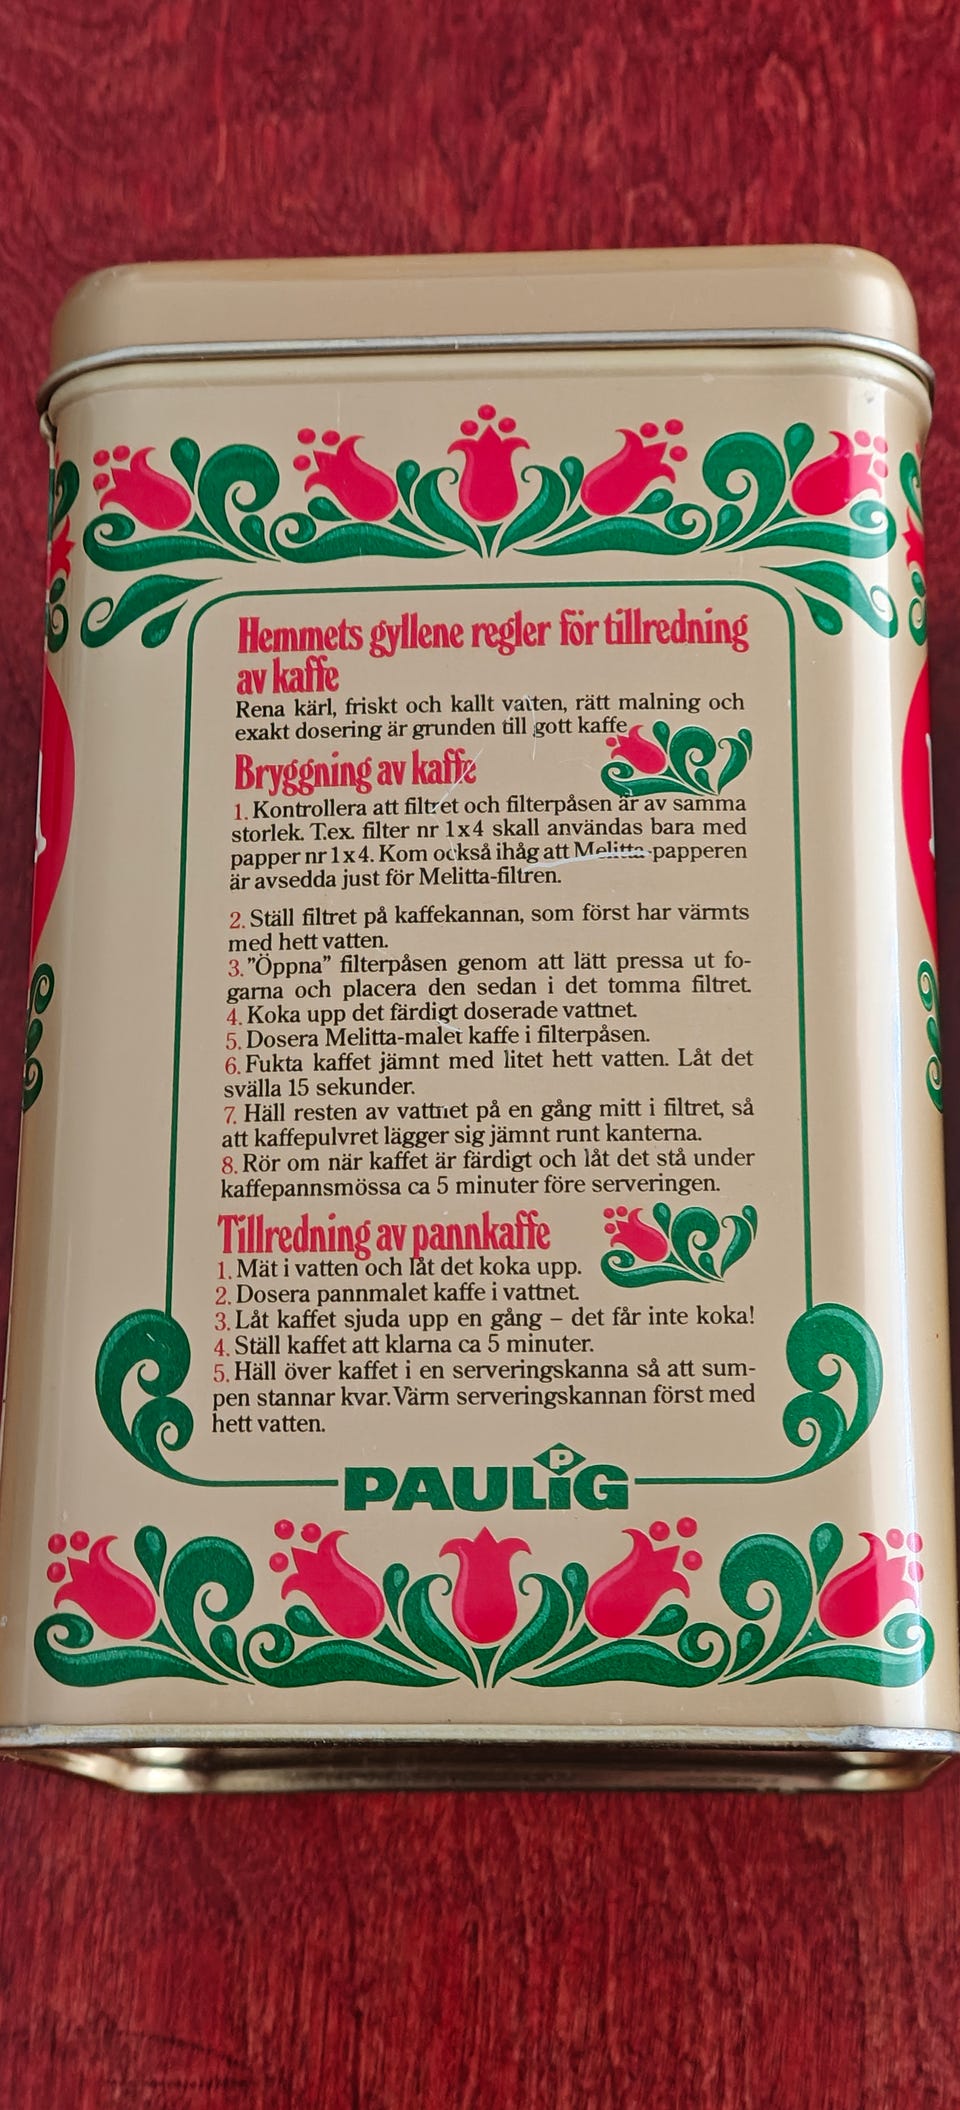 Hemmets gyllene regler för tillredning
av kaffe
Rena kärl, friskt och kallt vatten, rätt malning och
exakt dosering är grunden till gott kaffe.
Bryggning av kaffe
1. Kontrollera att filtret och filterpåsen är av samma
storlek. T.ex. filter nr 1x4 skall användas bara med
papper nr 1x4. Kom också ihåg att Melitta-papperen
är avsedda just för Melitta-filtren.
2. Ställ filtret på kaffekannan, som först har värmts
med hett vatten.
3. ”Öppna” filterpåsen genom att lätt pressa ut fo-
garna och placera den sedan i det tomma filtret.
4. Koka upp det färdigt doserade vattnet.
5. Dosera Melitta-malet kaffe i filterpåsen.
6. Fukta kaffet jämnt med litet hett vatten. Låt det
svälla 15 sekunder.
7. Häll resten av vattnet på en gång mitt i filtret, så
att kaffepulvret lägger sig jämnt runt kanterna.
8. Rör om när kaffet är färdigt och låt det stå under
kaffepannsmössa ca 5 minuter före serveringen.
Tillredning av pannkaffe
1. Mät i vatten och låt det koka upp.
2. Dosera pannmalet kaffe i vattnet.
3. Låt kaffet sjuda upp en gång – det får inte koka!
4. Ställ kaffet att klarna ca 5 minuter.
5. Häll över kaffet i en serveringskanna så att sum-
pen stannar kvar. Värm serveringskannan först med
hett vatten.
P
PAULiG